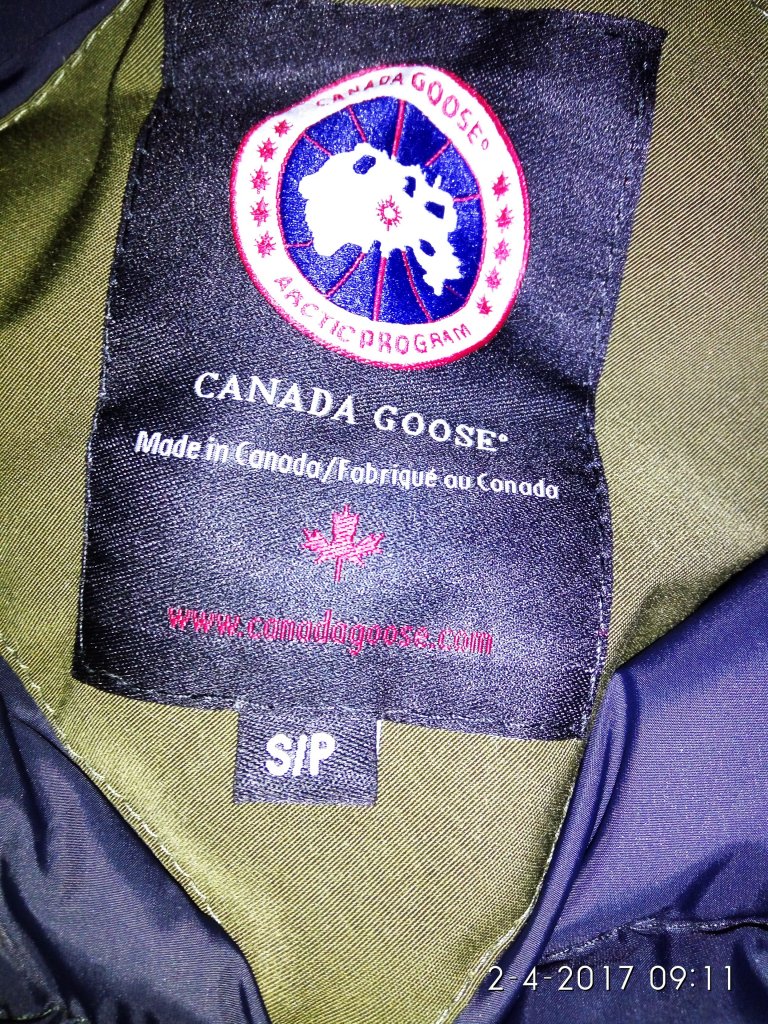 CANADA GOOSE®
ARCTIC PROGRAM
CANADA GOOSE®
Made in Canada/Fabriqué au Canada
www.canadagoose.com
S/P
2-4-2017 09:11